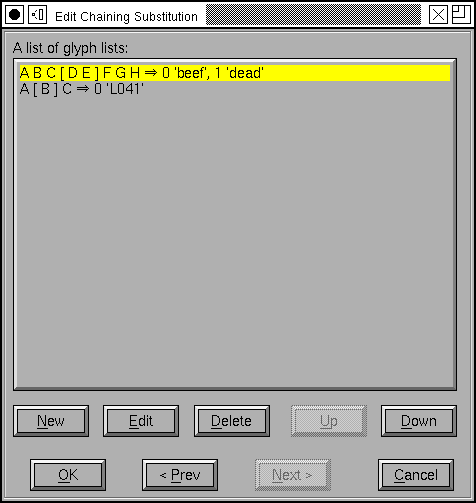 Edit Chaining Substitution
A list of glyph lists:
A B C [ D E ] F G H ⇒ 0 'beef', 1 'dead'
A [ B ] C ⇒ 0 'L041'
New Edit Delete Up Down
OK < Prev Next > Cancel